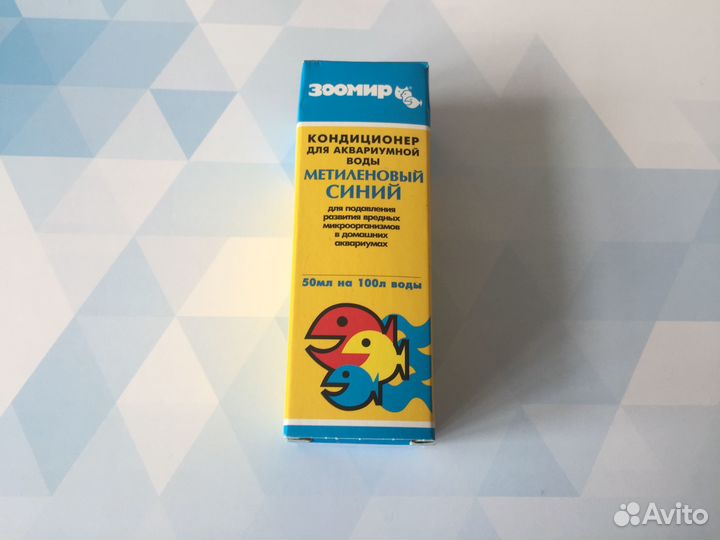 ЗООМИР
КОНДИЦИОНЕР
ДЛЯ АКВАРИУМНОЙ
ВОДЫ
МЕТИЛЕНОВЫЙ
СИНИЙ
для подавления
развития вредных
микроорганизмов
в домашних
аквариумах
50мл на 100л воды
Avito